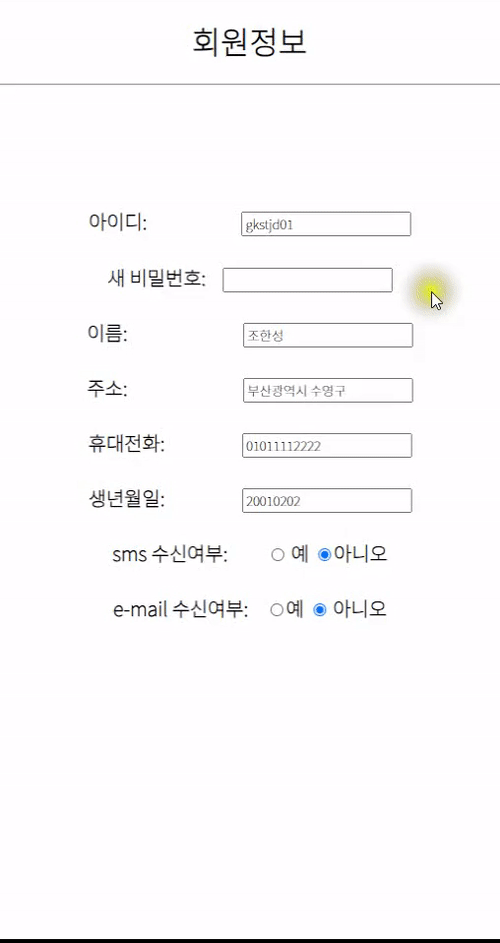 회원정보
아이디: gkstjd01
새 비밀번호:
이름: 조한성
주소: 부산광역시 수영구
휴대전화: 01011112222
생년월일: 20010202
sms 수신여부: 예 아니오
e-mail 수신여부: 예 아니오